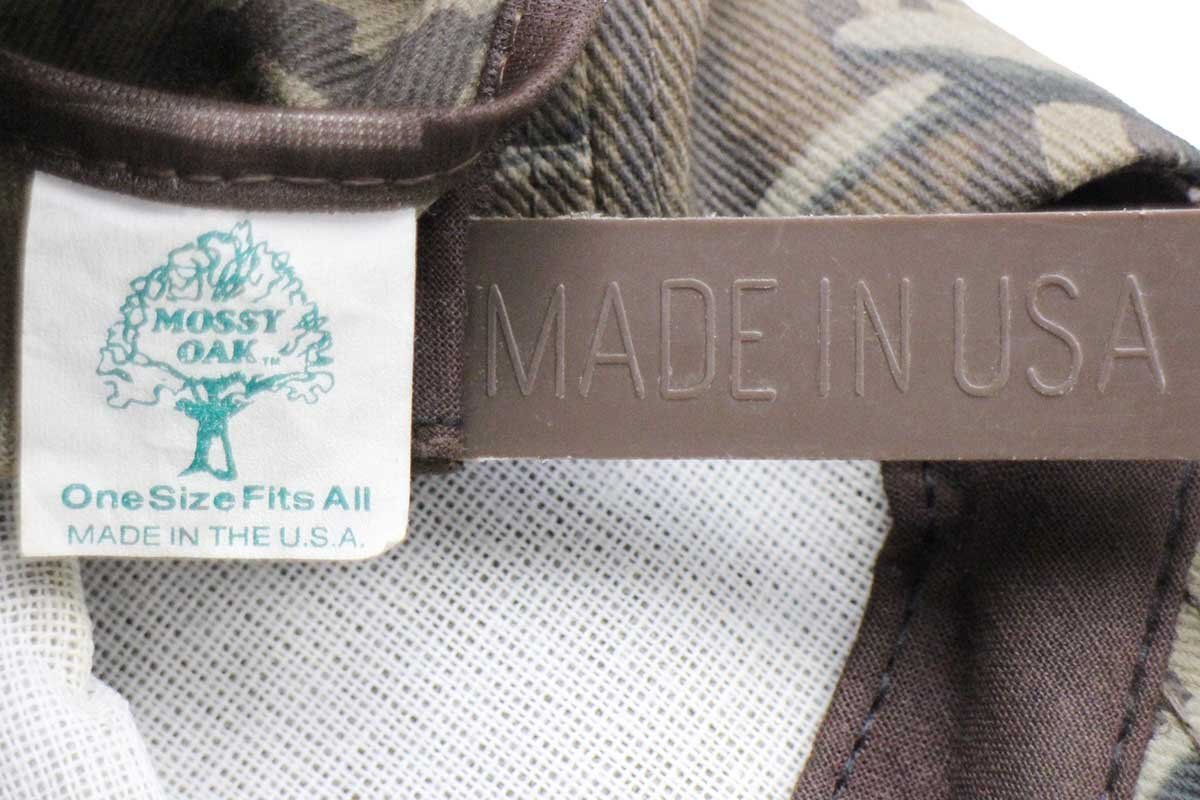 MOSSY
OAK™
One Size Fits All
MADE IN THE U.S.A.
MADE IN USA